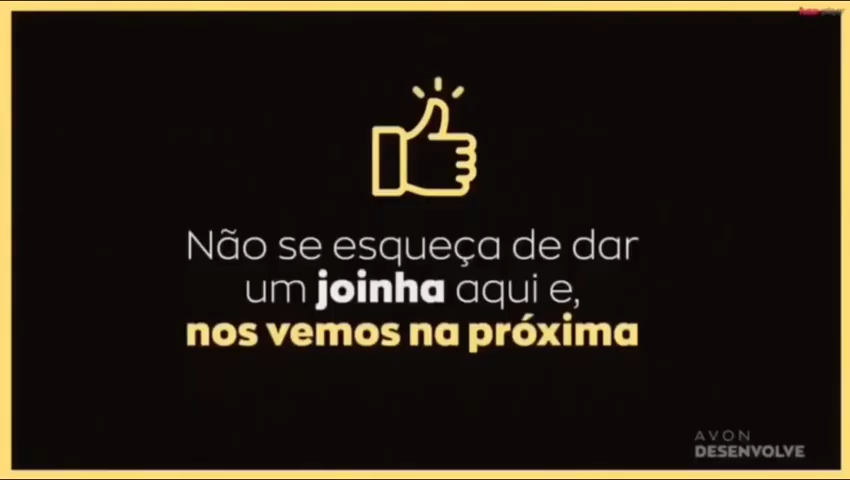 Não se esqueça de dar
um joinha aqui e,
nos vemos na próxima
AVON
DESENVOLVE